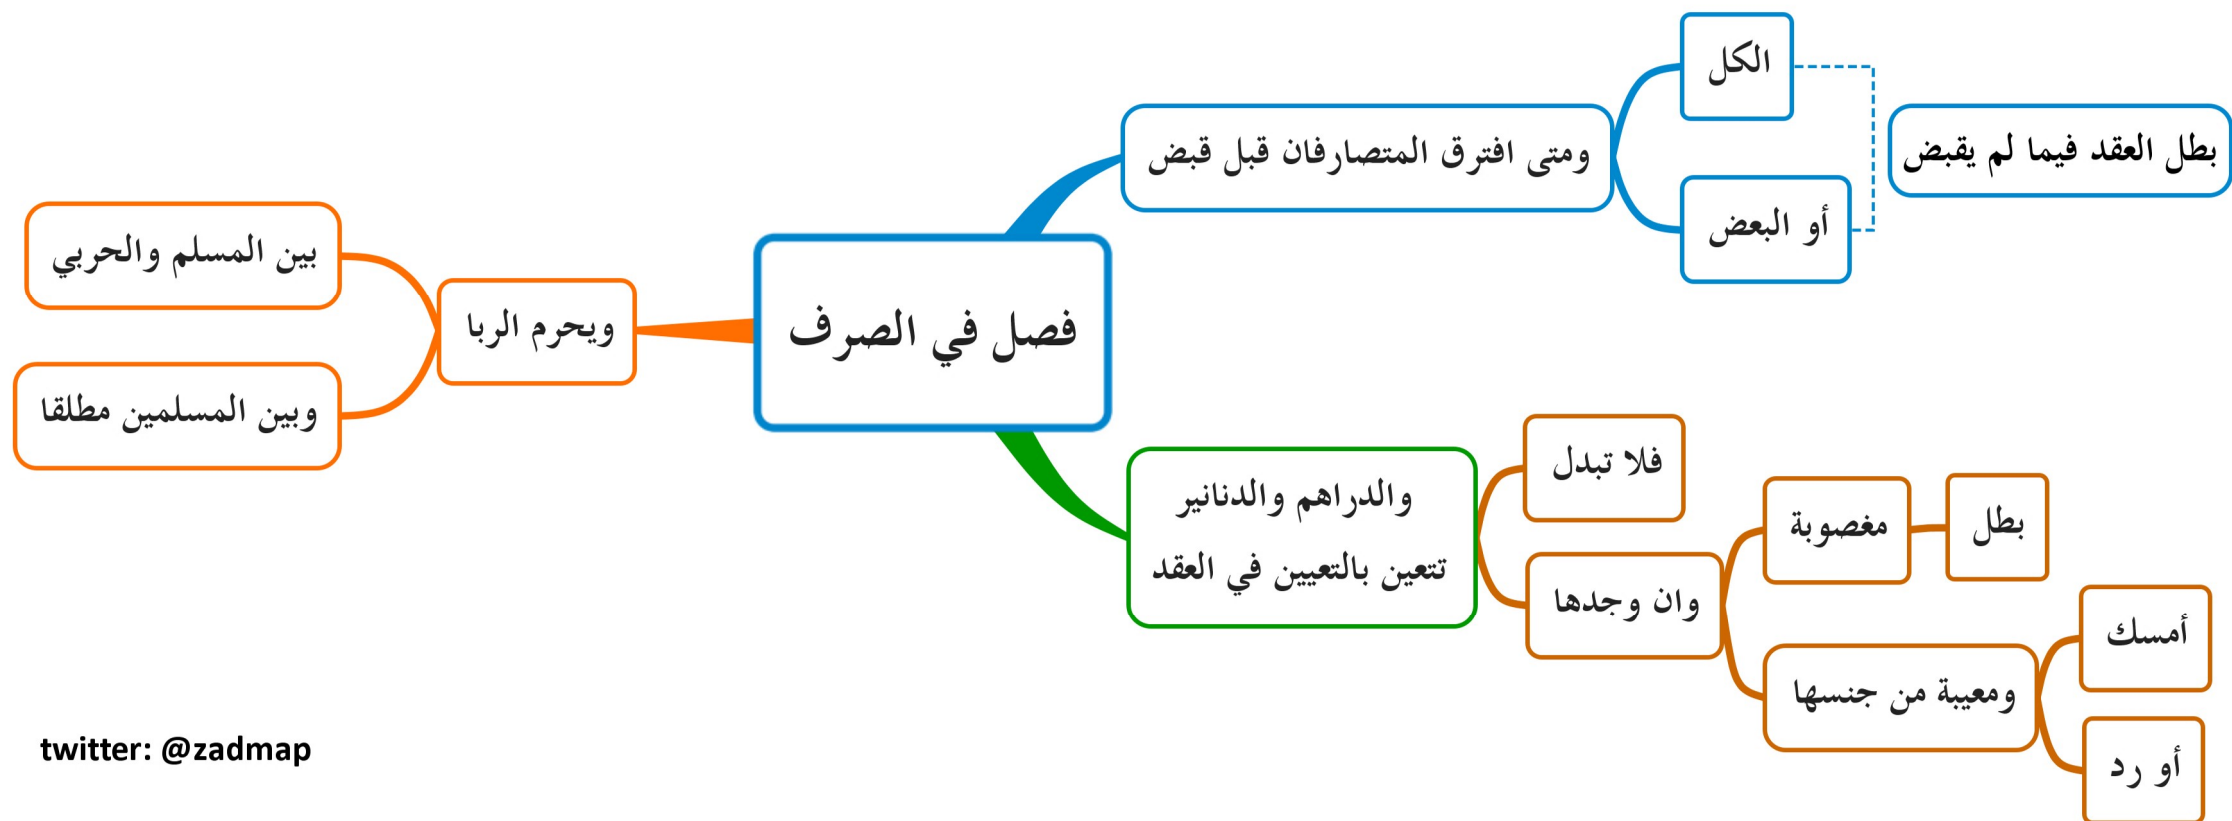 فصل في الصرف
ومتى افترق المتصارفان قبل قبض
الكل
أو البعض
بطل العقد فيما لم يقبض
والدراهم والدنانير
تتعين بالتعيين في العقد
فلا تبدل
وان وجدها
مغصوبة
بطل
ومعيبة من جنسها
أمسك
أو رد
ويحرم الربا
بين المسلم والحربي
وبين المسلمين مطلقا
twitter: @zadmap